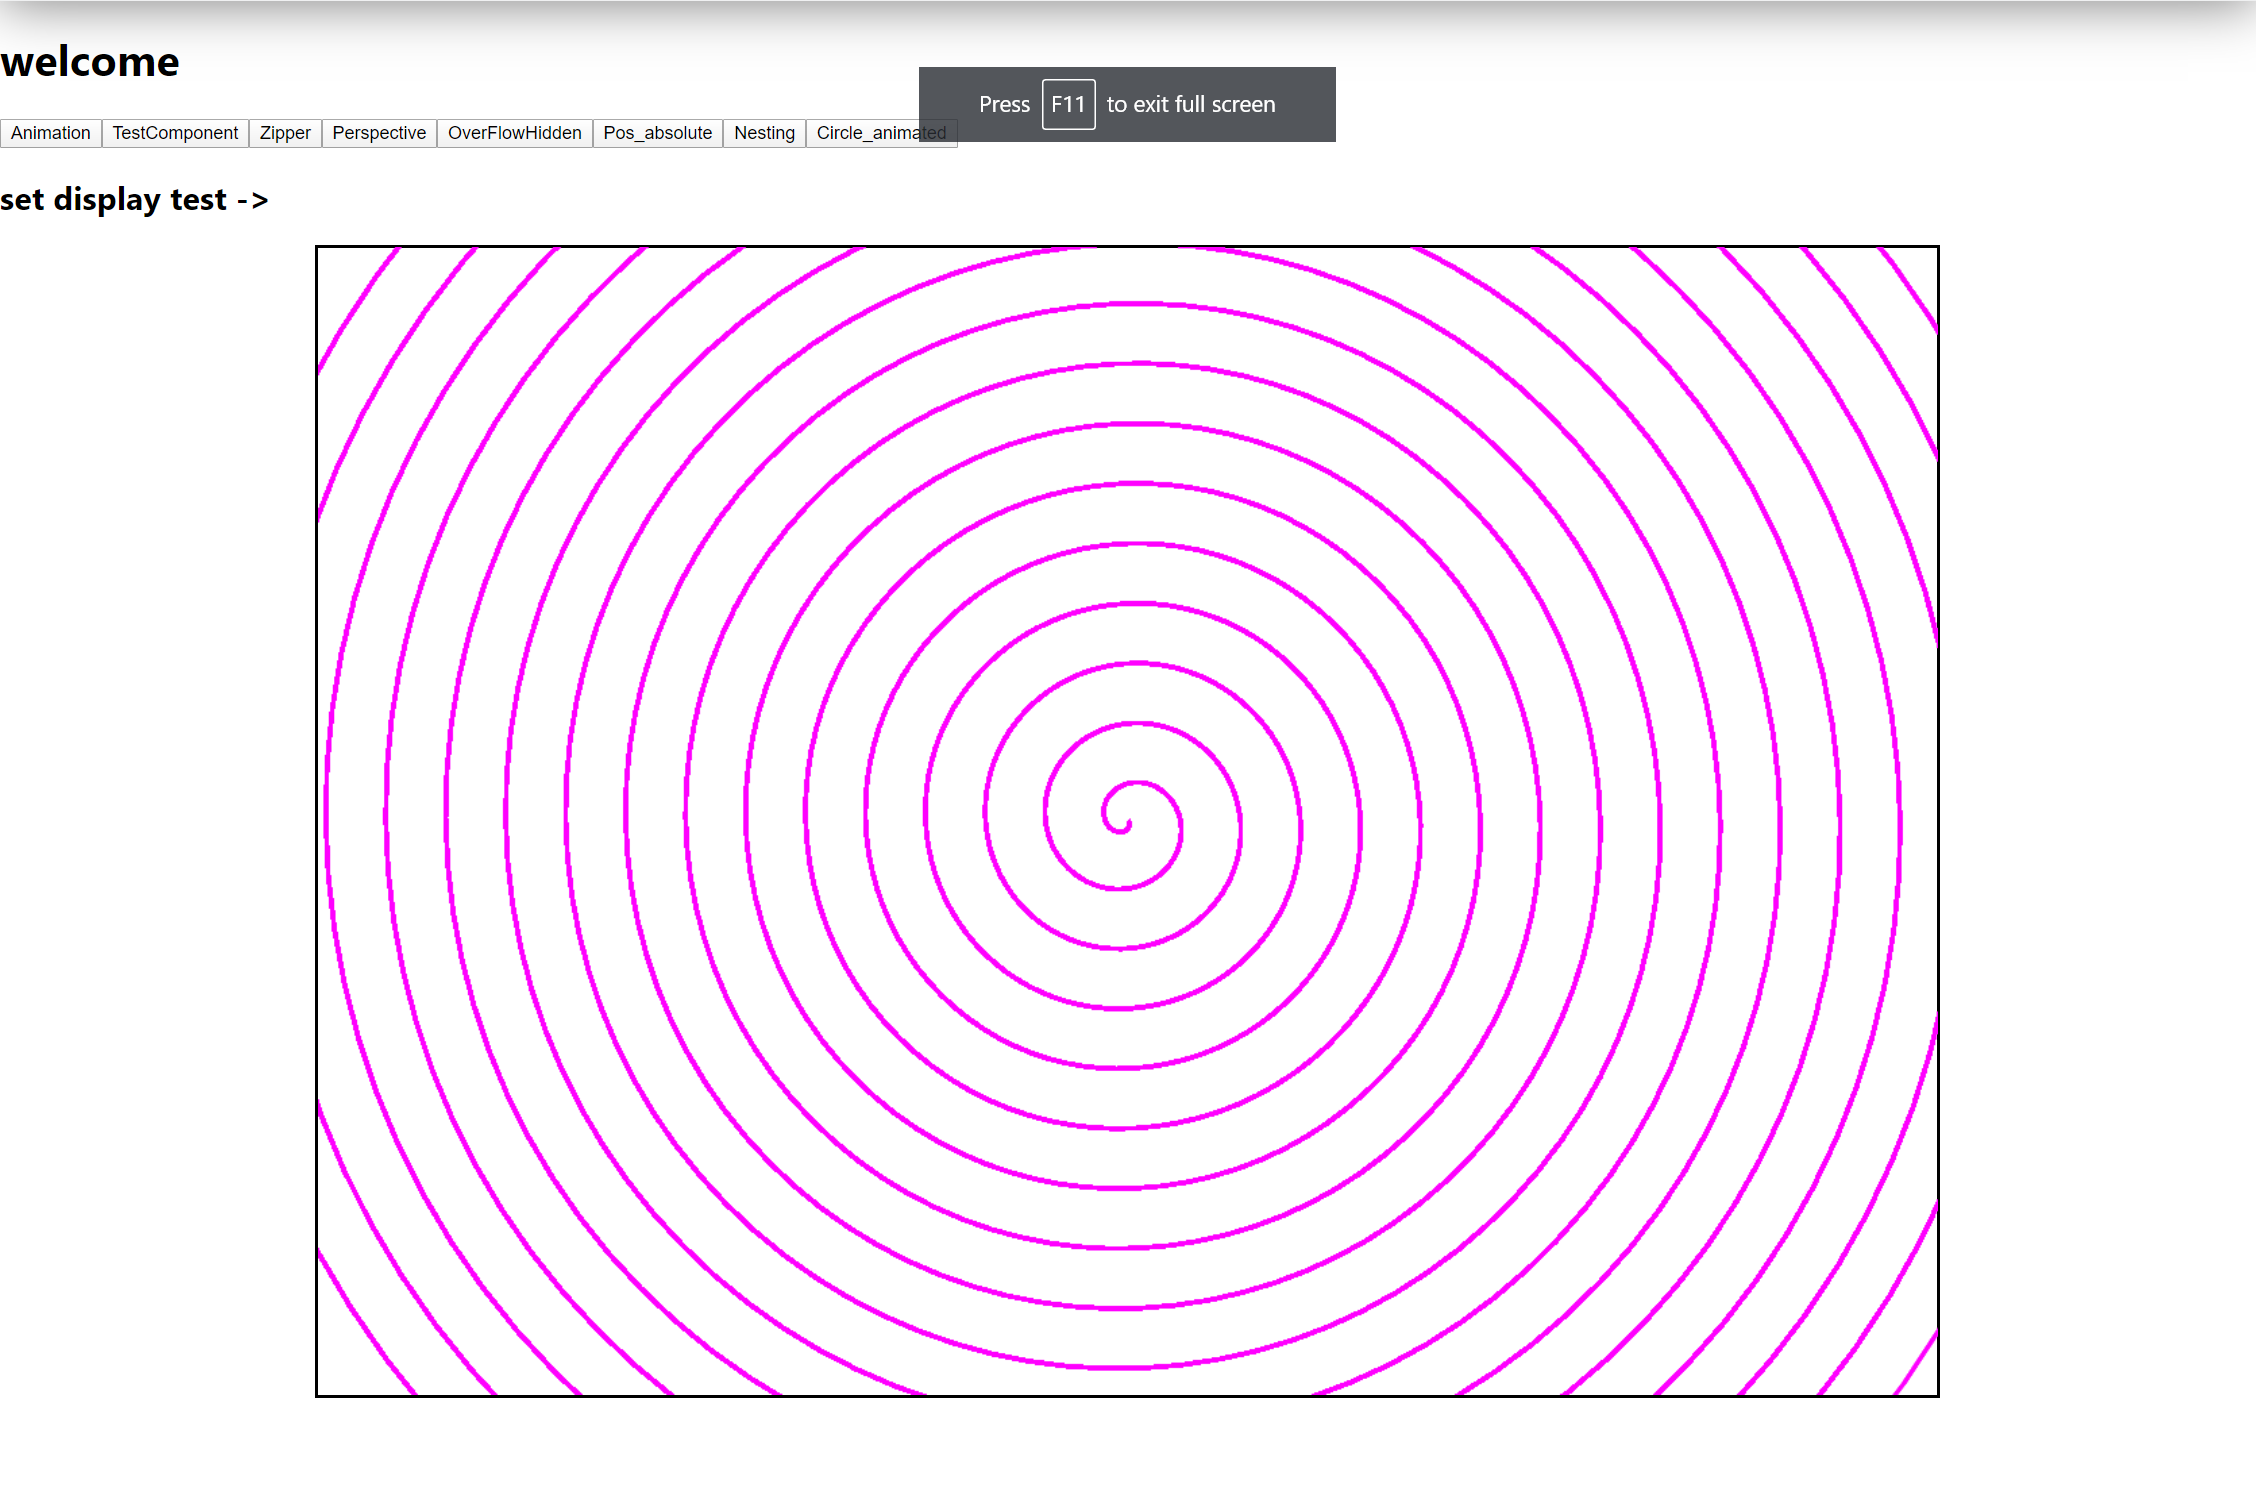 welcome
Press F11 to exit full screen
Animation TestComponent Zipper Perspective OverFlowHidden Pos_absolute Nesting Circle_animated
set display test ->